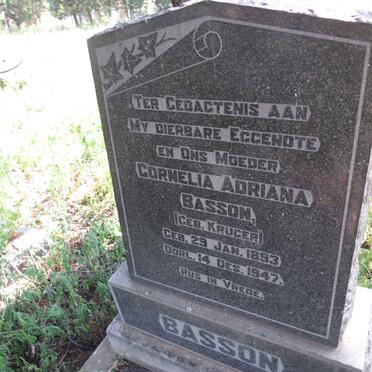 TER GEDAGTENIS AAN
MY DIERBARE EGGENOTE
EN ONS MOEDER
CORNELIA ADRIANA
BASSON,
(GEB. KRUGER)
GEB. 29 JAN. 1893
OORL. 14 DES. 1947.
RUS IN VREDE.
BASSON